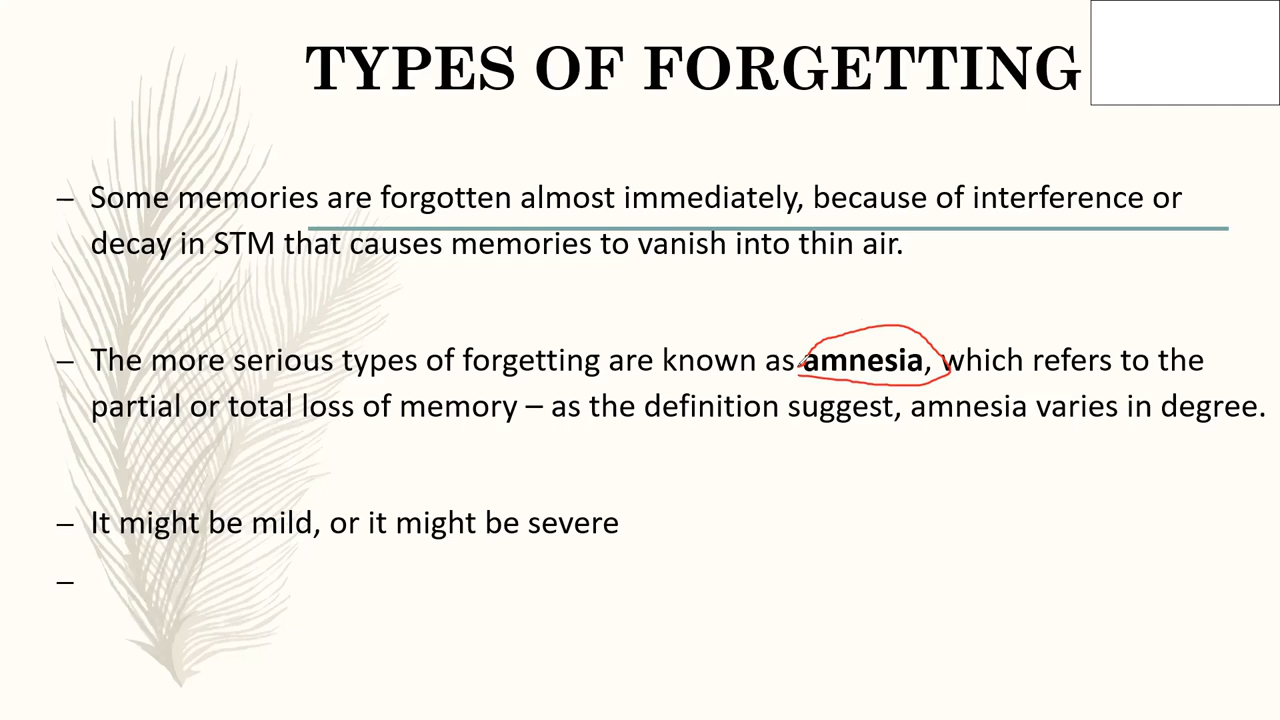 TYPES OF FORGETTING
– Some memories are forgotten almost immediately, because of interference or
decay in STM that causes memories to vanish into thin air.
– The more serious types of forgetting are known as amnesia, which refers to the
partial or total loss of memory – as the definition suggest, amnesia varies in degree.
– It might be mild, or it might be severe
–